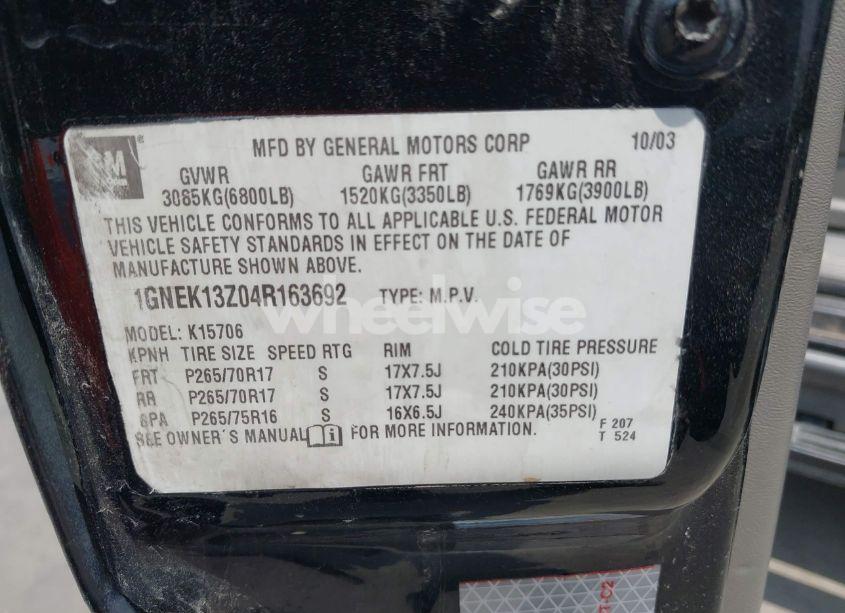 GM
MFD BY GENERAL MOTORS CORP 10/03
GVWR GAWR FRT GAWR RR
3085KG(6800LB) 1520KG(3350LB) 1769KG(3900LB)
THIS VEHICLE CONFORMS TO ALL APPLICABLE U.S. FEDERAL MOTOR
VEHICLE SAFETY STANDARDS IN EFFECT ON THE DATE OF
MANUFACTURE SHOWN ABOVE.
1GNEK13Z04R163692 TYPE: M.P.V.
wheelwise
MODEL: K15706
KPNH TIRE SIZE SPEED RTG RIM COLD TIRE PRESSURE
FRT P265/70R17 S 17X7.5J 210KPA(30PSI)
RR P265/70R17 S 17X7.5J 210KPA(30PSI)
SPA P265/75R16 S 16X6.5J 240KPA(35PSI)
SEE OWNER'S MANUAL FOR MORE INFORMATION.
F 207
T 524
T-C2